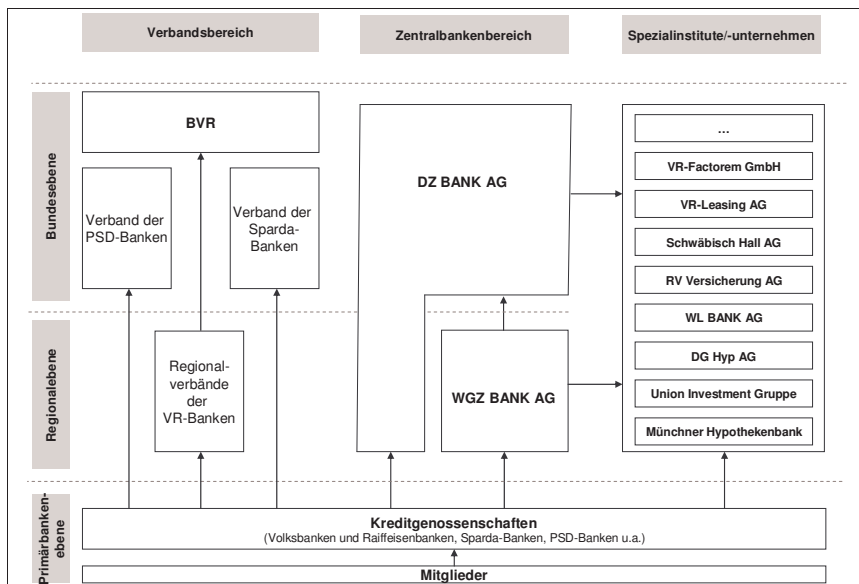 Verbandsbereich
Zentralbankenbereich
Spezialinstitute/-unternehmen
Bundesebene
BVR
Verband der
PSD-Banken
Verband der
Sparda-
Banken
DZ BANK AG
...
VR-Factorem GmbH
VR-Leasing AG
Schwäbisch Hall AG
RV Versicherung AG
WL BANK AG
DG Hyp AG
Union Investment Gruppe
Münchner Hypothekenbank
Regionalebene
Regional-
verbände
der
VR-Banken
WGZ BANK AG
Primärbanken-
ebene
Kreditgenossenschaften
(Volksbanken und Raiffeisenbanken, Sparda-Banken, PSD-Banken u.a.)
Mitglieder